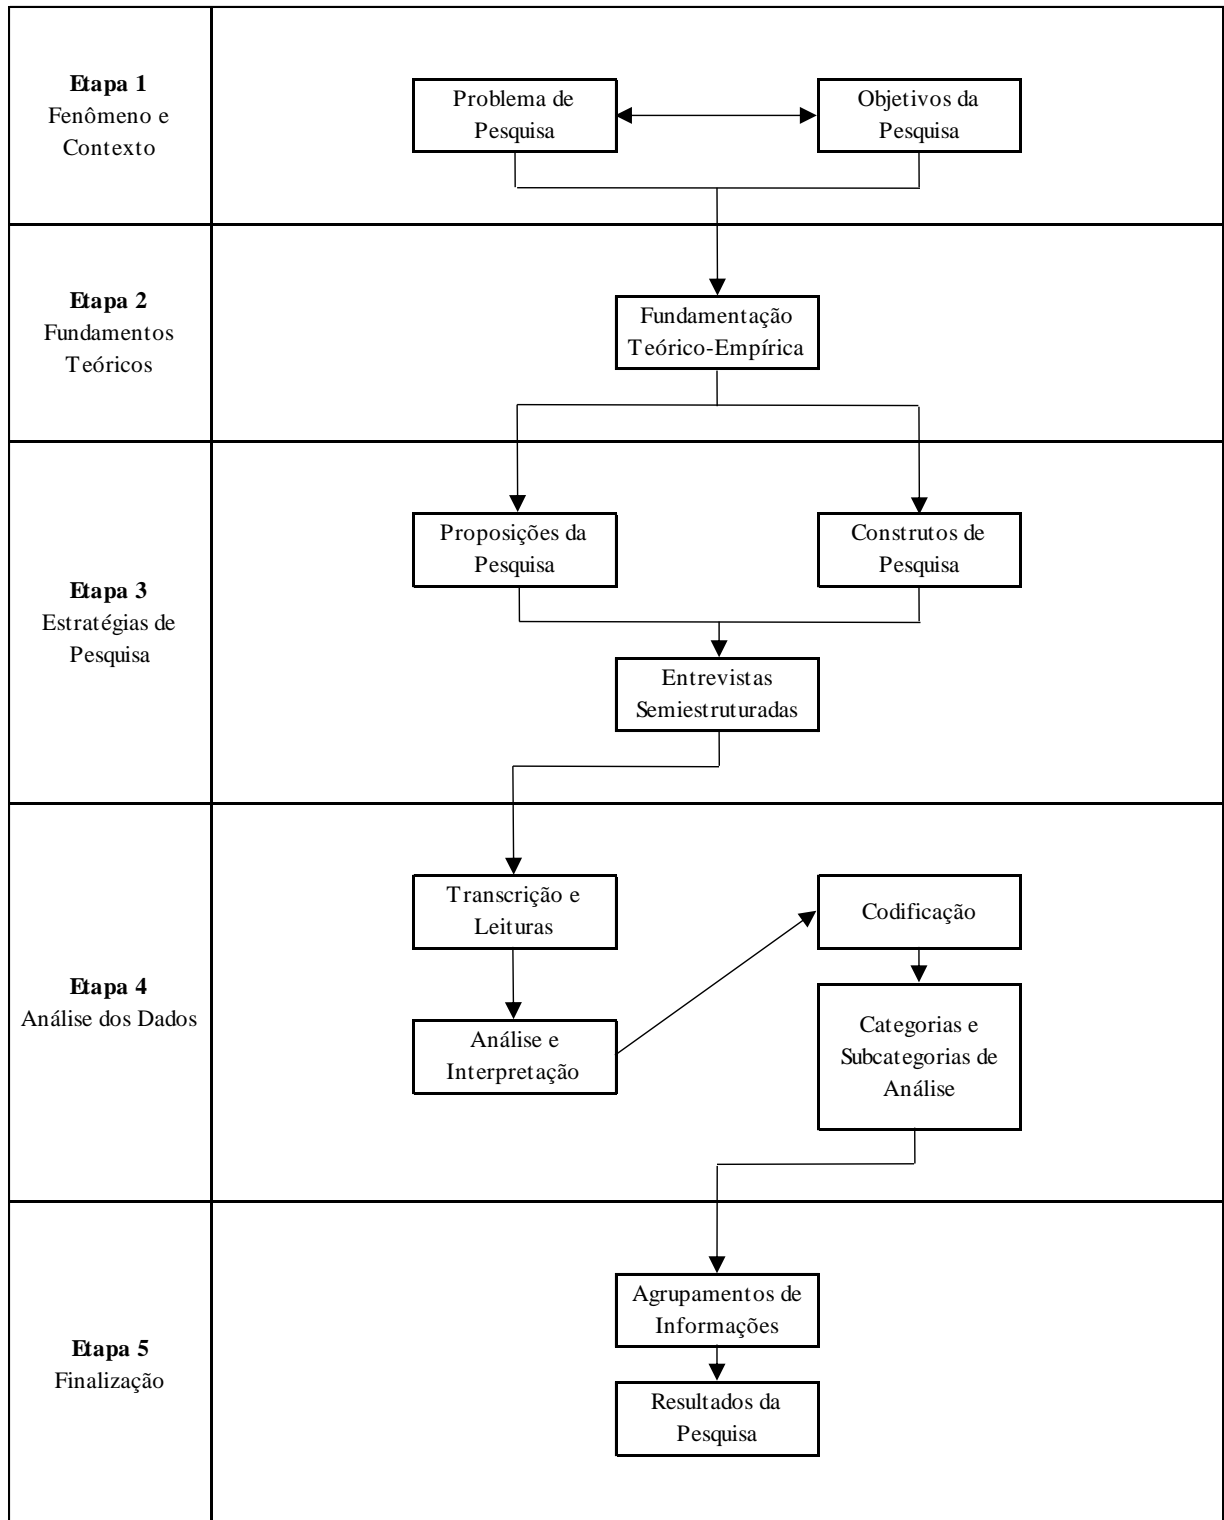 Etapa 1
Fenômeno e
Contexto
Problema de
Pesquisa
Objetivos da
Pesquisa
Etapa 2
Fundamentos
Teóricos
Fundamentação
Teórico-Empírica
Etapa 3
Estratégias de
Pesquisa
Proposições da
Pesquisa
Construtos de
Pesquisa
Entrevistas
Semiestruturadas
Etapa 4
Análise dos Dados
Transcrição e
Leituras
Análise e
Interpretação
Codificação
Categorias e
Subcategorias de
Análise
Etapa 5
Finalização
Agrupamentos de
Informações
Resultados da
Pesquisa